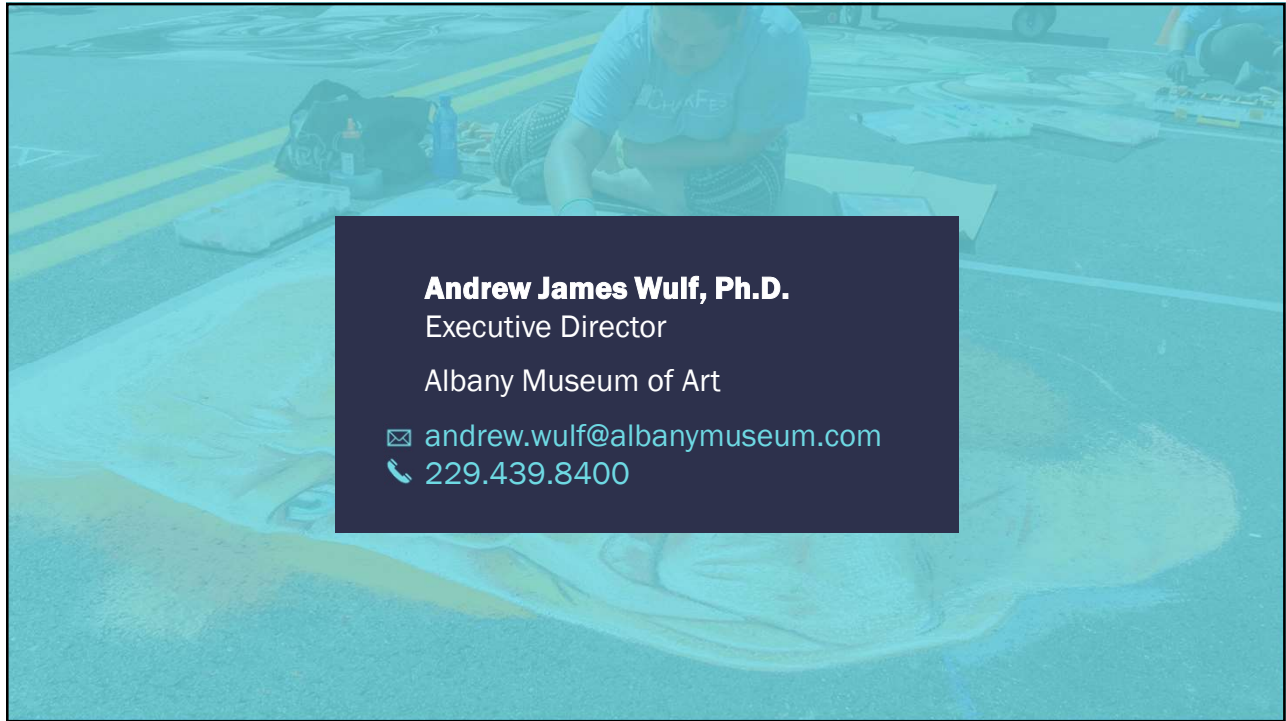 Andrew James Wulf, Ph.D.
Executive Director
Albany Museum of Art
andrew.wulf@albanymuseum.com
229.439.8400